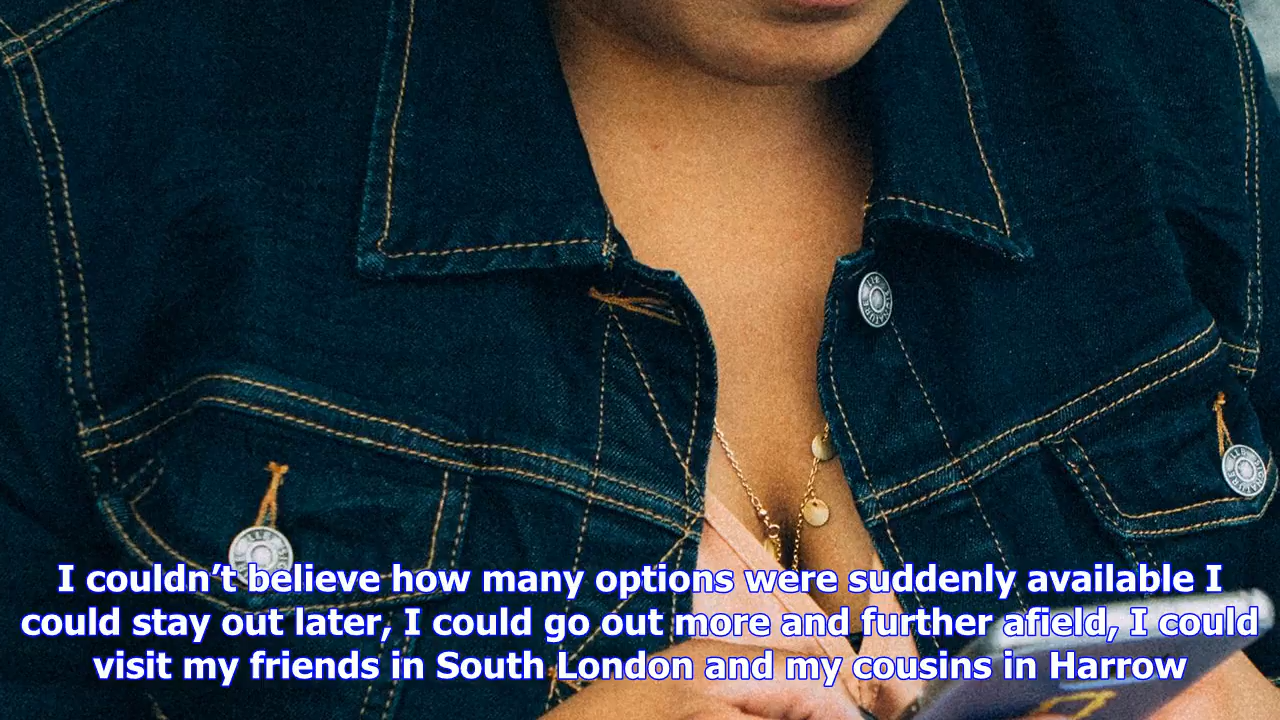 I couldn’t believe how many options were suddenly available I
could stay out later, I could go out more and further afield, I could
visit my friends in South London and my cousins in Harrow